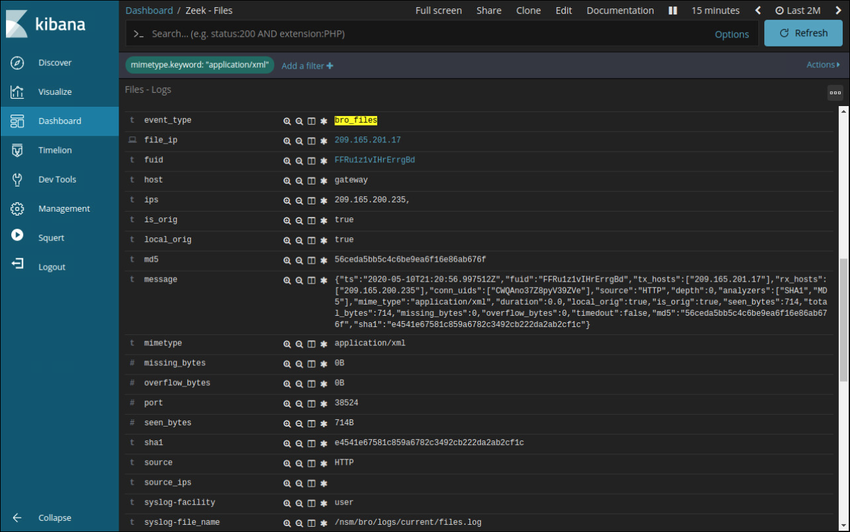 kibana
Dashboard / Zeek - Files
Full screen Share Clone Edit Documentation 15 minutes Last 2M
>_ Search... (e.g. status:200 AND extension:PHP) Options Refresh
mimetype.keyword: "application/xml" Add a filter + Actions
Discover
Visualize
Dashboard
Timelion
Dev Tools
Management
Squert
Logout
Collapse
Files - Logs
t event_type bro_files
file_ip 209.165.201.17
t fuid FFRu1z1vIHrErrgBd
t host gateway
t ips 209.165.200.235,
t is_orig true
t local_orig true
t md5 56ceda5bb5c4c6be9ea6f16e86ab676f
t message {"ts":"2020-05-10T21:20:56.997512Z","fuid":"FFRu1z1vIHrErrgBd","tx_hosts":["209.165.201.17"],"rx_hosts":
["209.165.200.235"],"conn_uids":["CWQAno37Z8pyV39ZVe"],"source":"HTTP","depth":0,"analyzers":["SHA1","MD
5"],"mime_type":"application/xml","duration":0.0,"local_orig":true,"is_orig":true,"seen_bytes":714,"tota
l_bytes":714,"missing_bytes":0,"overflow_bytes":0,"timedout":false,"md5":"56ceda5bb5c4c6be9ea6f16e86ab67
6f","sha1":"e4541e67581c859a6782c3492cb222da2ab2cf1c"}
t mimetype application/xml
# missing_bytes 0B
# overflow_bytes 0B
# port 38524
# seen_bytes 714B
t sha1 e4541e67581c859a6782c3492cb222da2ab2cf1c
t source HTTP
t source_ips
t syslog-facility user
t syslog-file_name /nsm/bro/logs/current/files.log